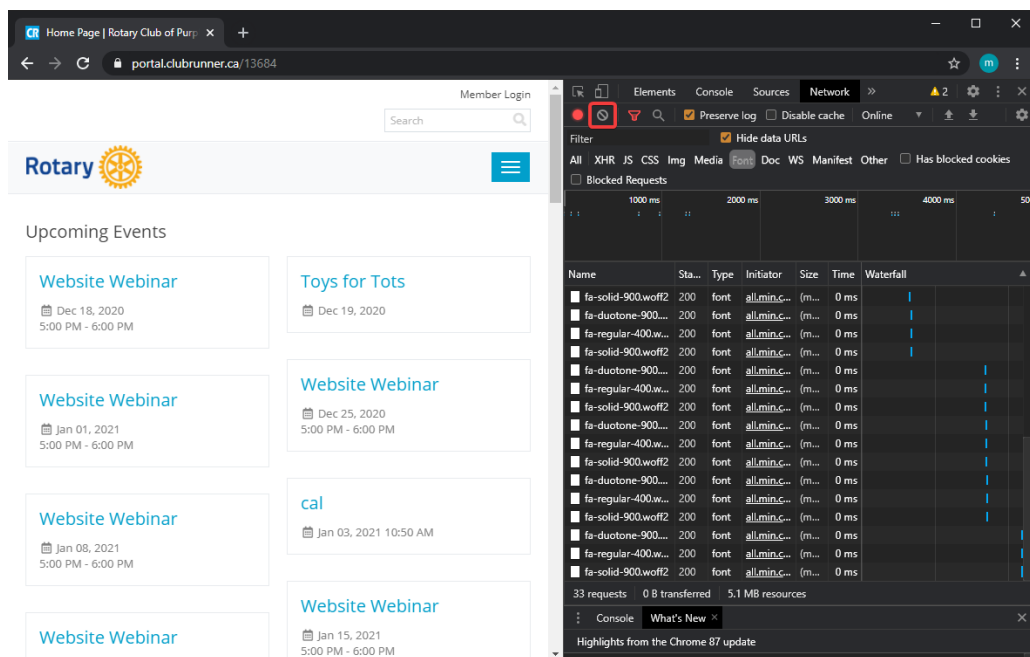 CR Home Page | Rotary Club of Purp
portal.clubrunner.ca/13684
m
Member Login
Search
Rotary
Upcoming Events
Website Webinar
Dec 18, 2020
5:00 PM - 6:00 PM
Toys for Tots
Dec 19, 2020
Website Webinar
Jan 01, 2021
5:00 PM - 6:00 PM
Website Webinar
Dec 25, 2020
5:00 PM - 6:00 PM
Website Webinar
Jan 08, 2021
5:00 PM - 6:00 PM
cal
Jan 03, 2021 10:50 AM
Website Webinar
Website Webinar
Jan 15, 2021
5:00 PM - 6:00 PM
Elements Console Sources Network » 2
Preserve log Disable cache Online
Filter Hide data URLs
All XHR JS CSS Img Media Font Doc WS Manifest Other Has blocked cookies
Blocked Requests
1000 ms 2000 ms 3000 ms 4000 ms 50
Name Sta... Type Initiator Size Time Waterfall
fa-solid-900.woff2 200 font all.min.c... (m... 0 ms
fa-duotone-900.... 200 font all.min.c... (m... 0 ms
fa-regular-400.w... 200 font all.min.c... (m... 0 ms
fa-solid-900.woff2 200 font all.min.c... (m... 0 ms
fa-duotone-900.... 200 font all.min.c... (m... 0 ms
fa-regular-400.w... 200 font all.min.c... (m... 0 ms
fa-solid-900.woff2 200 font all.min.c... (m... 0 ms
fa-duotone-900.... 200 font all.min.c... (m... 0 ms
fa-regular-400.w... 200 font all.min.c... (m... 0 ms
fa-solid-900.woff2 200 font all.min.c... (m... 0 ms
fa-duotone-900.... 200 font all.min.c... (m... 0 ms
fa-regular-400.w... 200 font all.min.c... (m... 0 ms
fa-solid-900.woff2 200 font all.min.c... (m... 0 ms
fa-duotone-900.... 200 font all.min.c... (m... 0 ms
fa-regular-400.w... 200 font all.min.c... (m... 0 ms
fa-solid-900.woff2 200 font all.min.c... (m... 0 ms
33 requests 0 B transferred 5.1 MB resources
Console What's New
Highlights from the Chrome 87 update